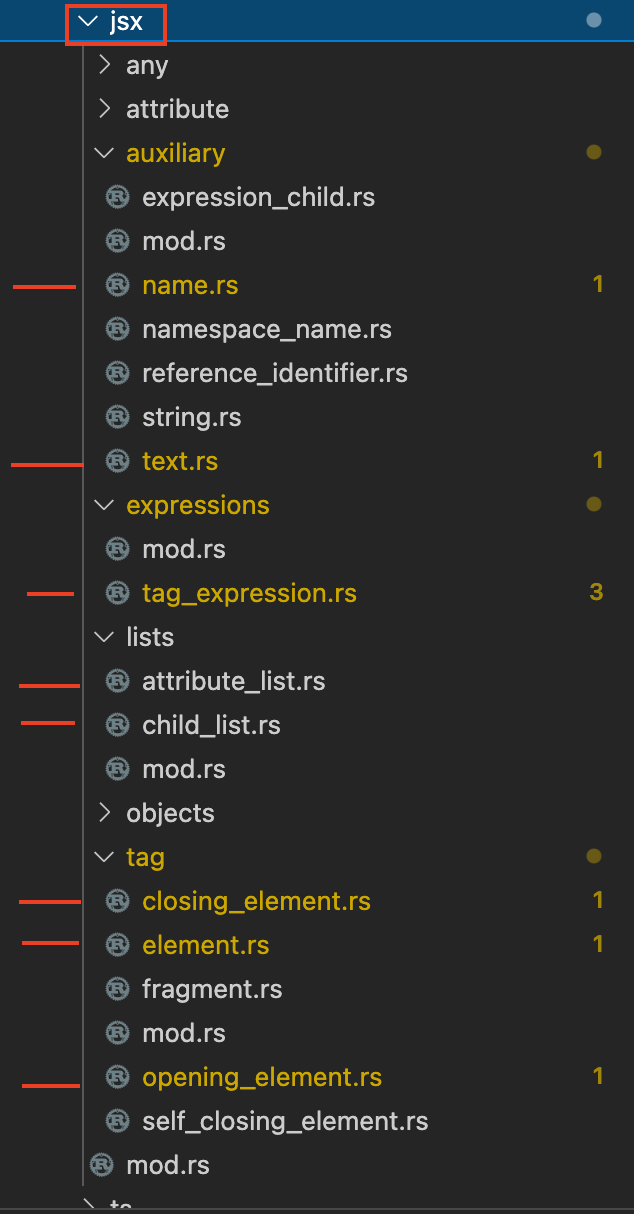 jsx
any
attribute
auxiliary
expression_child.rs
mod.rs
name.rs 1
namespace_name.rs
reference_identifier.rs
string.rs
text.rs 1
expressions
mod.rs
tag_expression.rs 3
lists
attribute_list.rs
child_list.rs
mod.rs
objects
tag
closing_element.rs 1
element.rs 1
fragment.rs
mod.rs
opening_element.rs 1
self_closing_element.rs
mod.rs